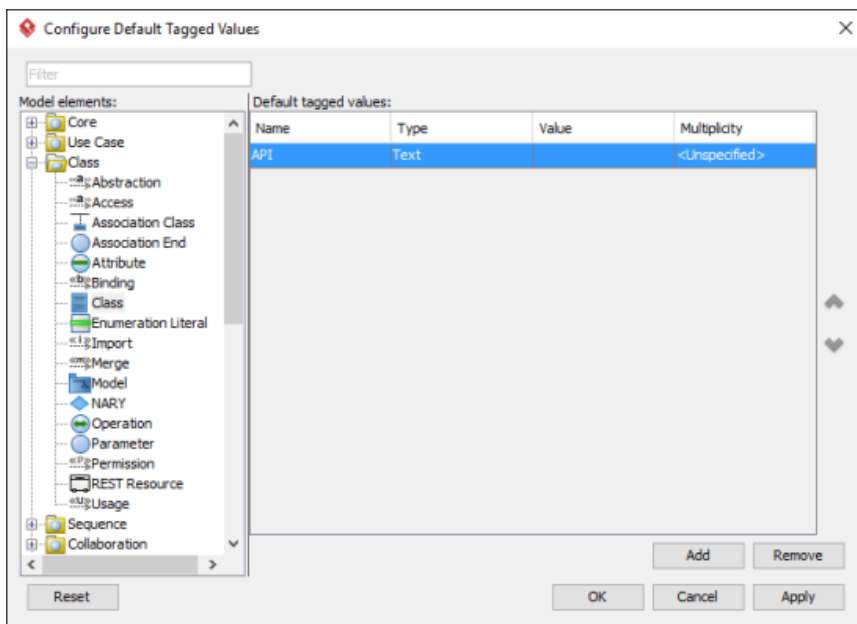 Configure Default Tagged Values
Filter
Model elements:
Default tagged values:
Core
Use Case
Class
Abstraction
Access
Association Class
Association End
Attribute
Binding
Class
Enumeration Literal
Import
Merge
Model
NARY
Operation
Parameter
Permission
REST Resource
Usage
Sequence
Collaboration
Name Type Value Multiplicity
API Text <Unspecified>
Add Remove
Reset OK Cancel Apply